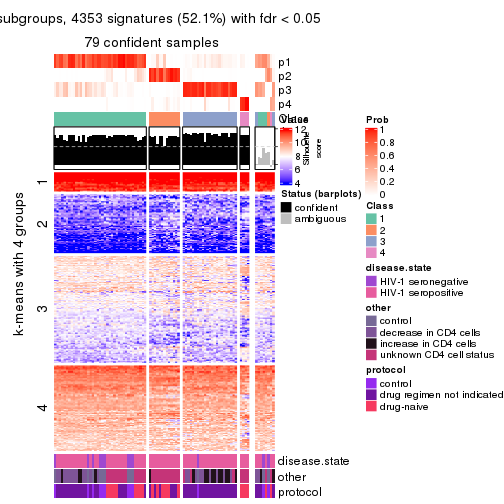 subgroups, 4353 signatures (52.1%) with fdr < 0.05
79 confident samples
p1
p2
p3
p4
Class
Silhouette
score
1
2
3
4
k-means with 4 groups
disease.state
other
protocol
Value
12
10
8
6
4
Status (barplots)
confident
ambiguous
Prob
1
0.8
0.6
0.4
0.2
0
Class
1
2
3
4
disease.state
HIV-1 seronegative
HIV-1 seropositive
other
control
decrease in CD4 cells
increase in CD4 cells
unknown CD4 cell status
protocol
control
drug regimen not indicated
drug-naive